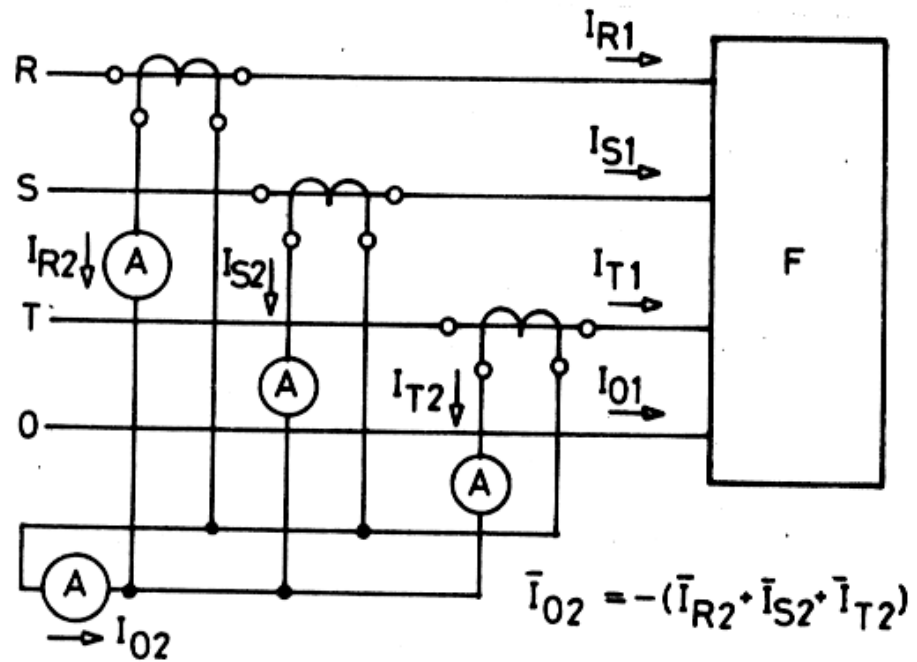 R
I_R1
S
I_S1
I_R2
A
I_S2
I_T1
F
T
A
I_T2
I_01
0
A
A
I_02
Ī_02 = -(Ī_R2 + Ī_S2 + Ī_T2)